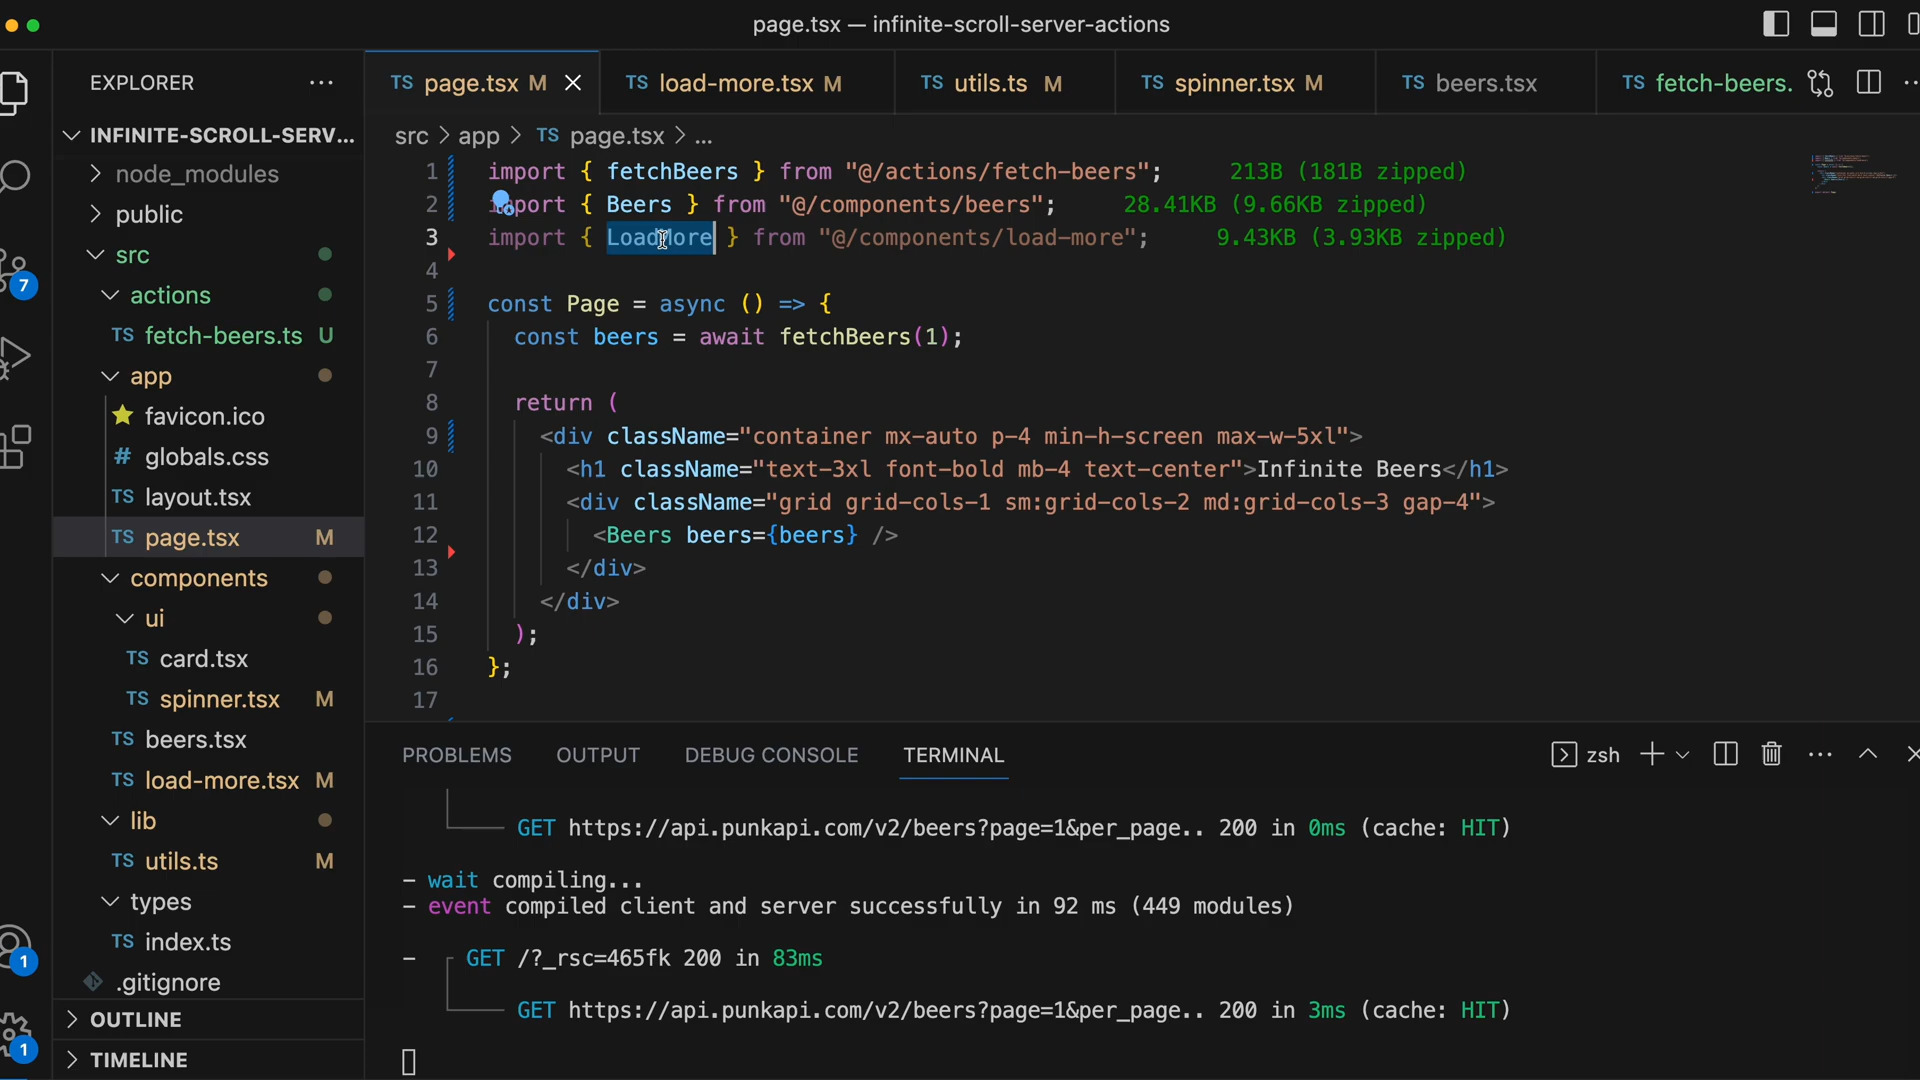 page.tsx — infinite-scroll-server-actions
EXPLORER
TS page.tsx M
TS load-more.tsx M
TS utils.ts M
TS spinner.tsx M
TS beers.tsx
TS fetch-beers.
INFINITE-SCROLL-SERV...
node_modules
public
src
actions
TS fetch-beers.ts U
app
favicon.ico
# globals.css
TS layout.tsx
TS page.tsx M
components
ui
TS card.tsx
TS spinner.tsx M
TS beers.tsx
TS load-more.tsx M
lib
TS utils.ts M
types
TS index.ts
.gitignore
OUTLINE
TIMELINE
7
1
1
src > app > TS page.tsx > ...
1 import { fetchBeers } from "@/actions/fetch-beers"; 213B (181B zipped)
2 import { Beers } from "@/components/beers"; 28.41KB (9.66KB zipped)
3 import { LoadMore } from "@/components/load-more"; 9.43KB (3.93KB zipped)
4
5 const Page = async () => {
6 const beers = await fetchBeers(1);
7
8 return (
9 <div className="container mx-auto p-4 min-h-screen max-w-5xl">
10 <h1 className="text-3xl font-bold mb-4 text-center">Infinite Beers</h1>
11 <div className="grid grid-cols-1 sm:grid-cols-2 md:grid-cols-3 gap-4">
12 <Beers beers={beers} />
13 </div>
14 </div>
15 );
16 };
17
PROBLEMS OUTPUT DEBUG CONSOLE TERMINAL
zsh
GET https://api.punkapi.com/v2/beers?page=1&per_page.. 200 in 0ms (cache: HIT)
– wait compiling...
– event compiled client and server successfully in 92 ms (449 modules)
– GET /?_rsc=465fk 200 in 83ms
GET https://api.punkapi.com/v2/beers?page=1&per_page.. 200 in 3ms (cache: HIT)